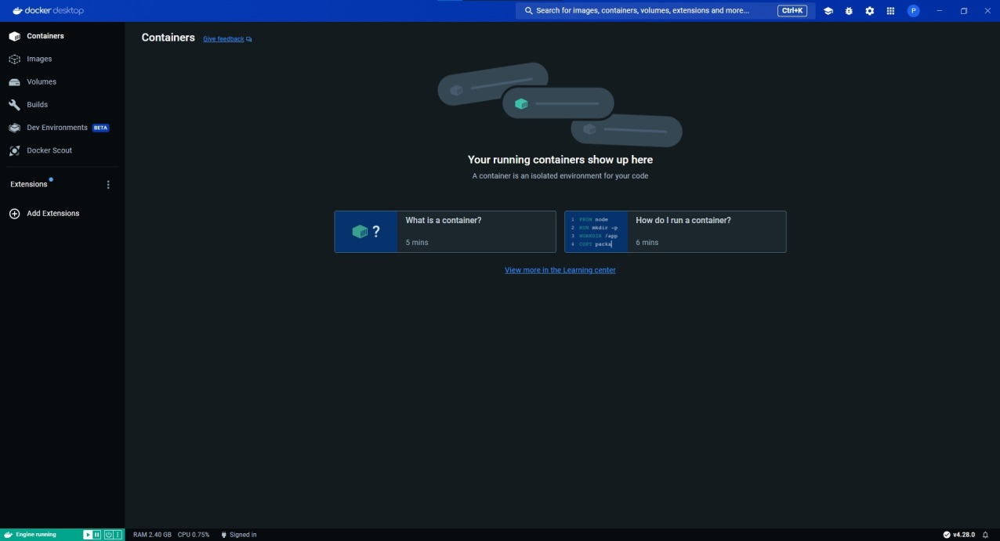 docker desktop
Search for images, containers, volumes, extensions and more...
Ctrl+K
P
Containers
Images
Volumes
Builds
Dev Environments BETA
Docker Scout
Extensions
Add Extensions
Containers Give feedback
Your running containers show up here
A container is an isolated environment for your code
?
What is a container?
5 mins
1 FROM node
2 RUN mkdir -p
3 WORKDIR /app
4 COPY packa
How do I run a container?
6 mins
View more in the Learning center
Engine running
RAM 2.40 GB CPU 0.75% Signed in
v4.28.0